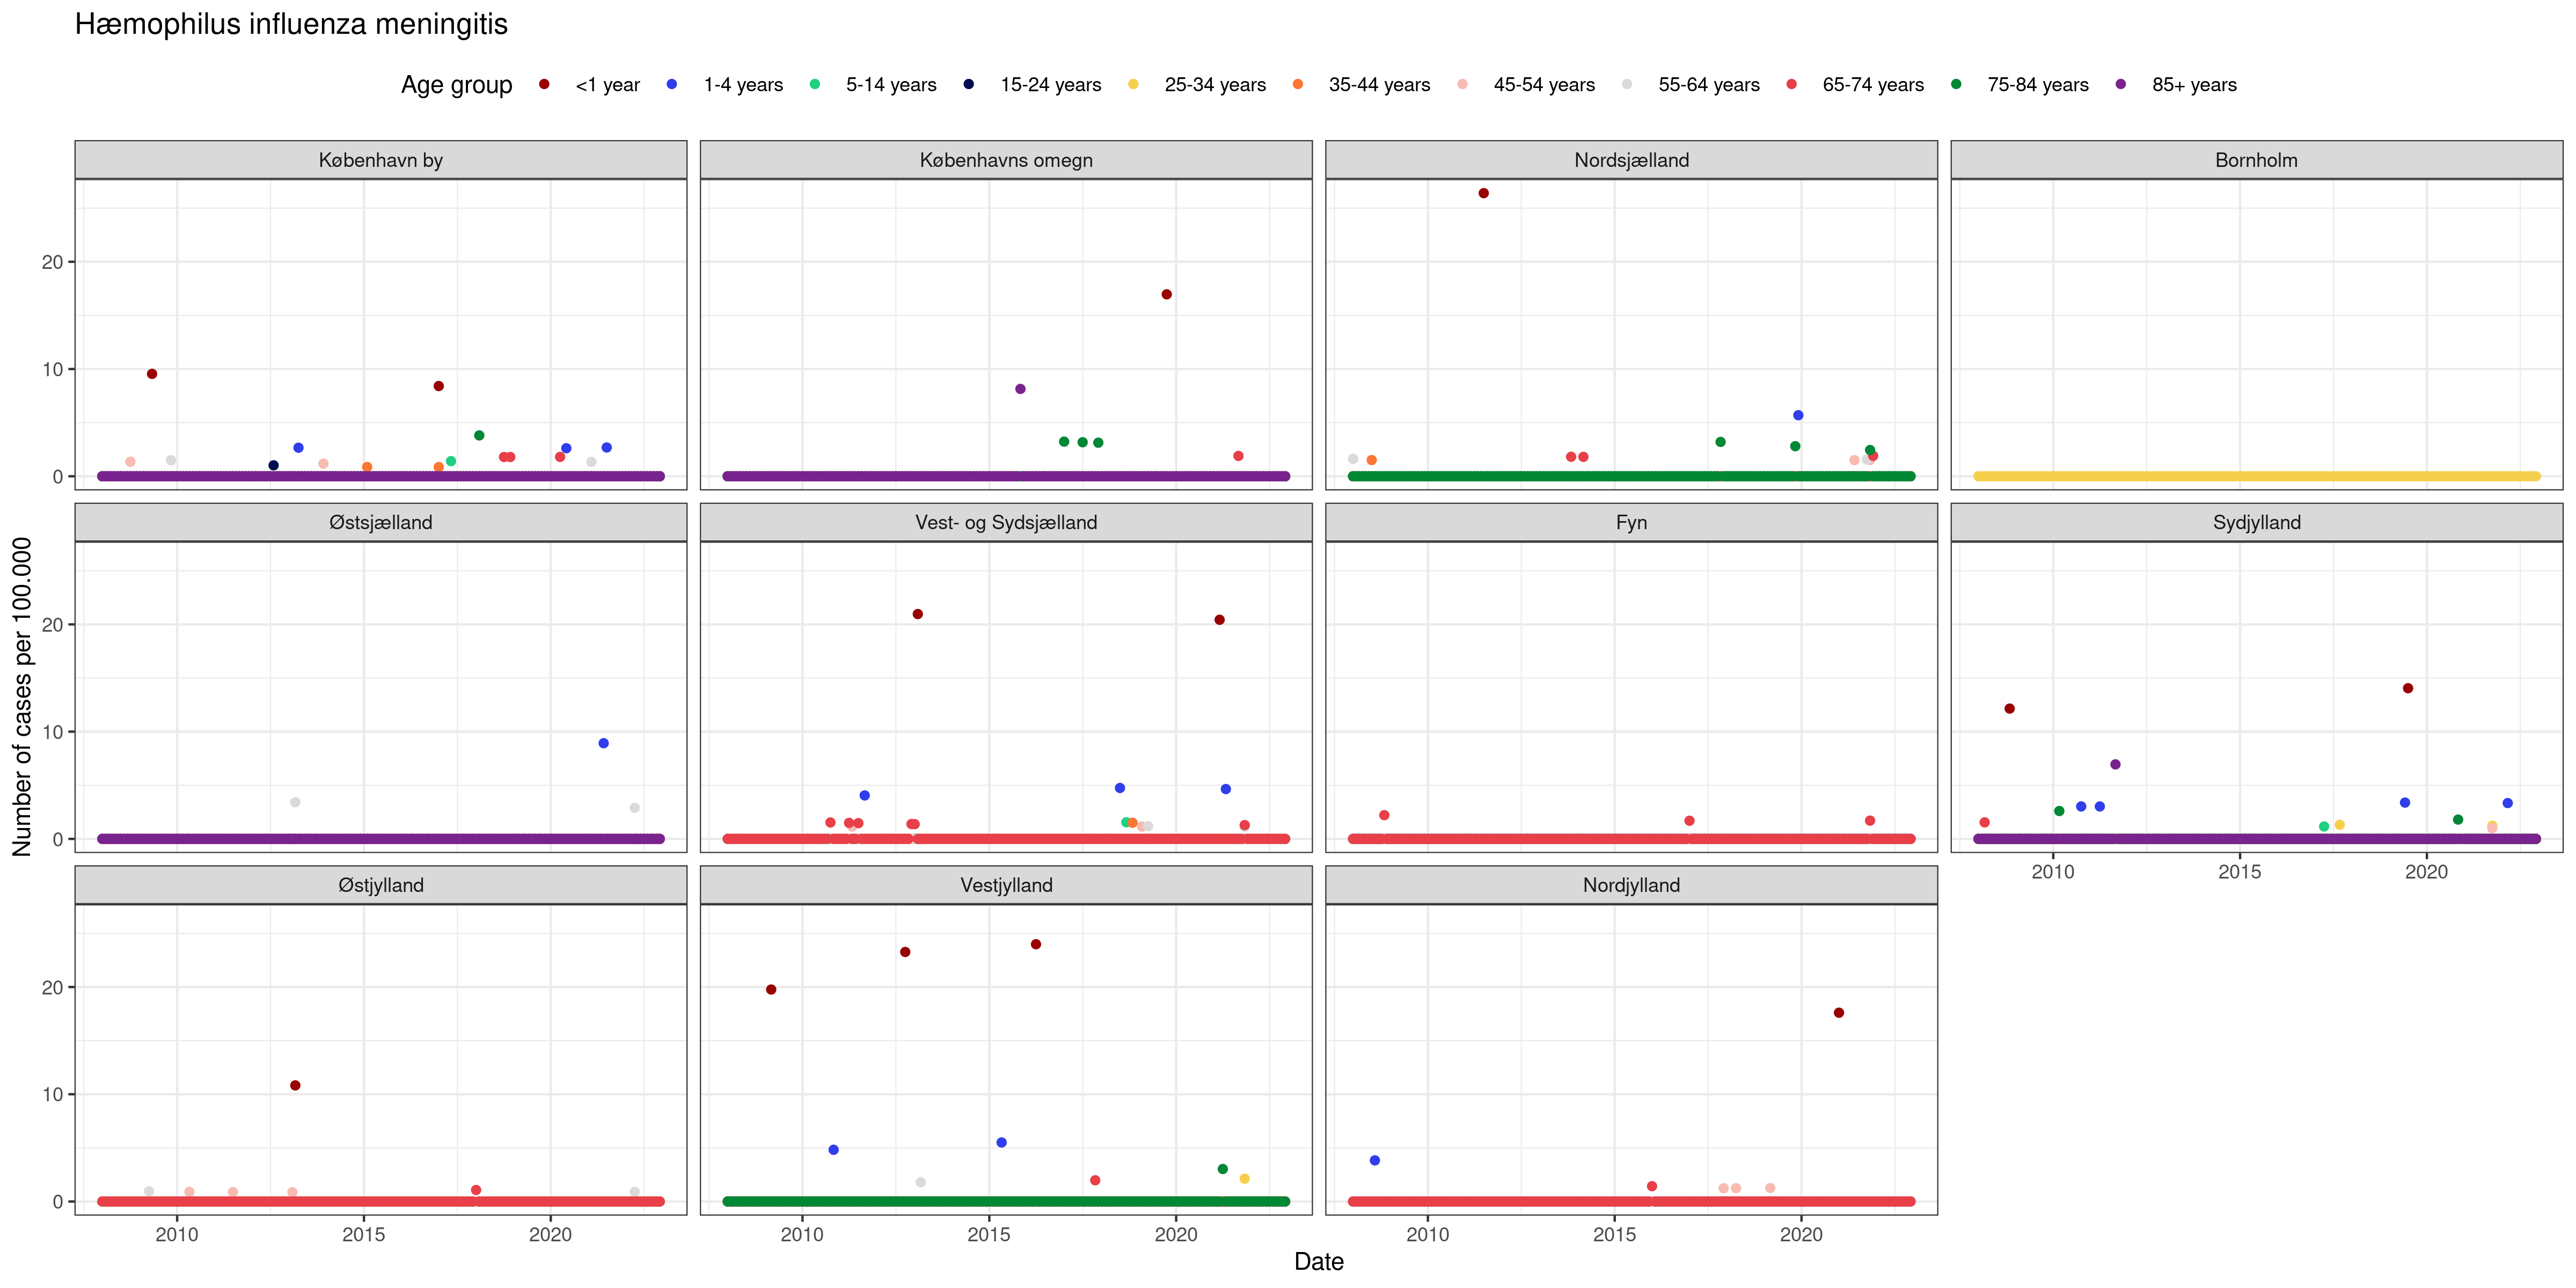 Hæmophilus influenza meningitis
Age group <1 year 1-4 years 5-14 years 15-24 years 25-34 years 35-44 years 45-54 years 55-64 years 65-74 years 75-84 years 85+ years
København by Københavns omegn Nordsjælland Bornholm
20
10
0
Østsjælland Vest- og Sydsjælland Fyn Sydjylland
Number of cases per 100.000
20
10
0
2010 2015 2020
Østjylland Vestjylland Nordjylland
20
10
0
2010 2015 2020 2010 2015 2020 2010 2015 2020
Date